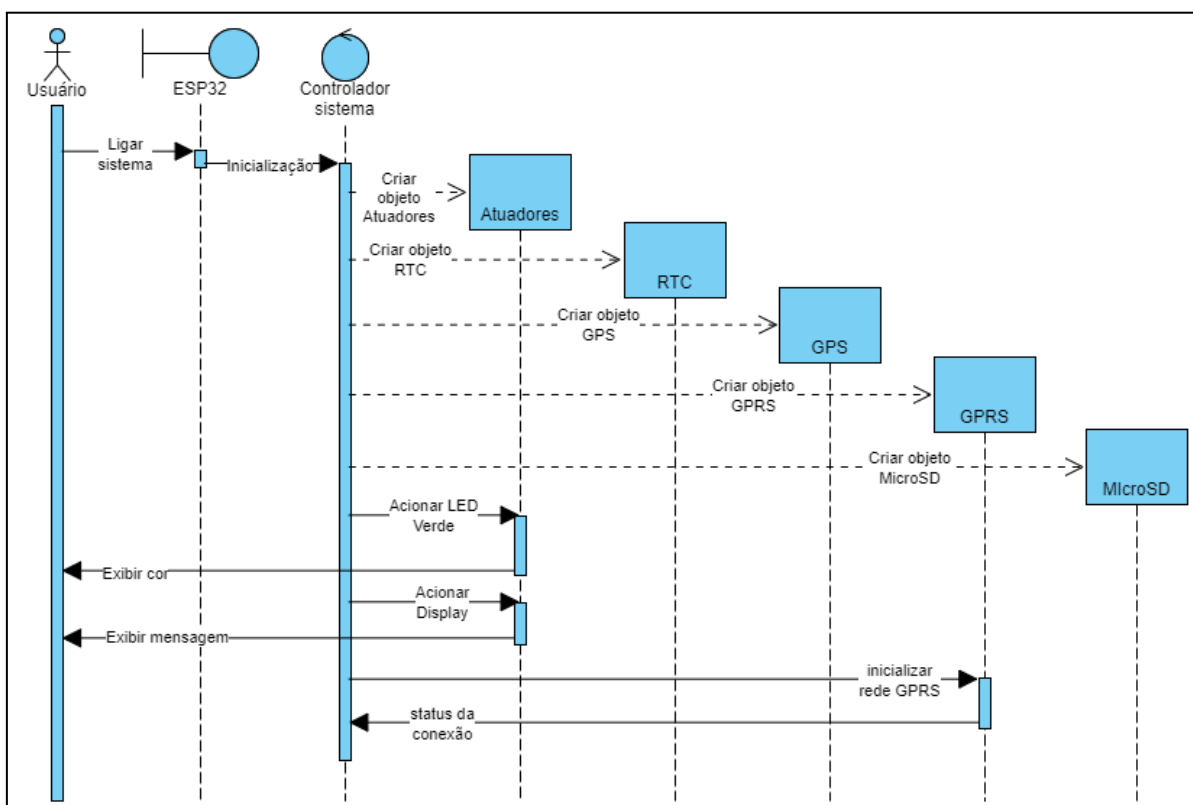 Usuário
ESP32
Controlador
sistema
Ligar
sistema
Inicialização
Criar
objeto
Atuadores
Atuadores
Criar objeto
RTC
RTC
Criar objeto
GPS
GPS
Criar objeto
GPRS
GPRS
Criar objeto
MicroSD
MIcroSD
Acionar LED
Verde
Exibir cor
Acionar
Display
Exibir mensagem
inicializar
rede GPRS
status da
conexão